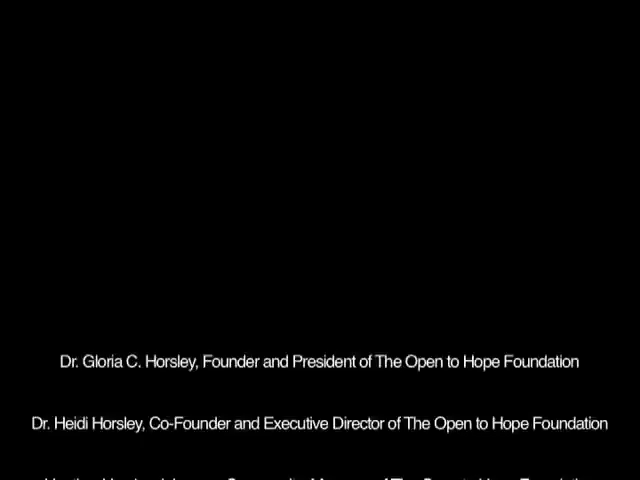 Dr. Gloria C. Horsley, Founder and President of The Open to Hope Foundation
Dr. Heidi Horsley, Co-Founder and Executive Director of The Open to Hope Foundation